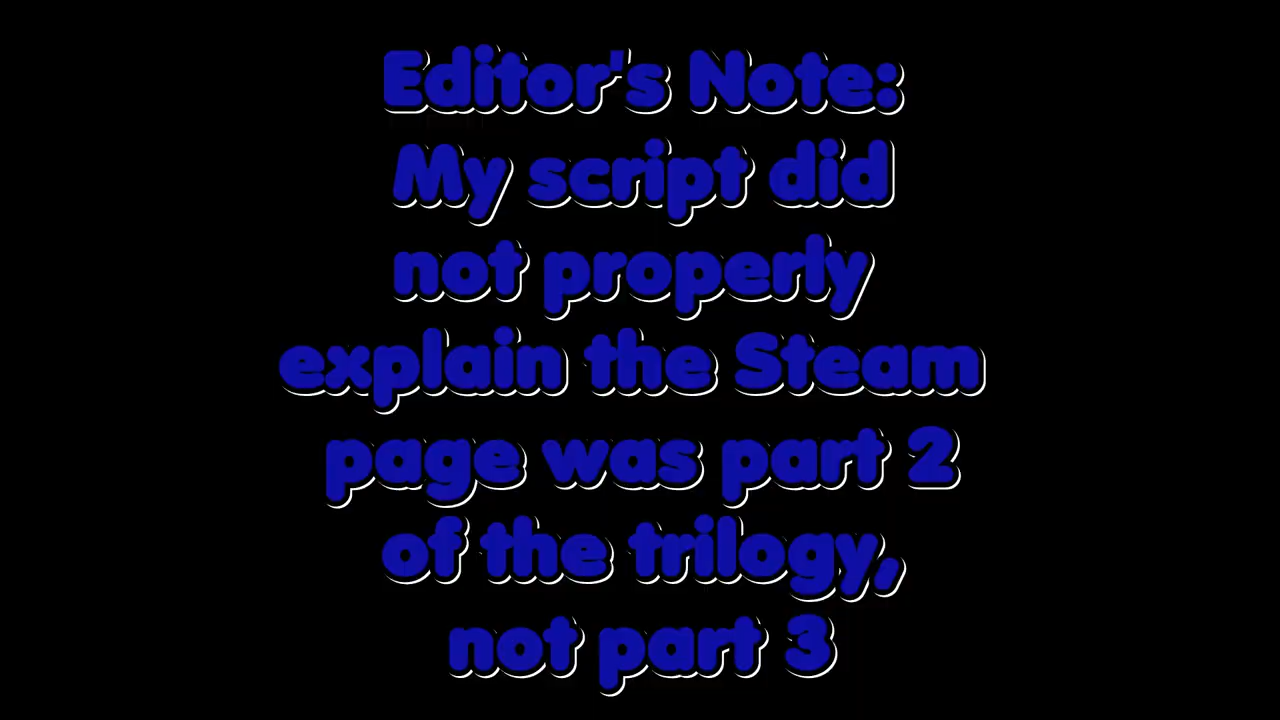 Editor's Note:
My script did
not properly
explain the Steam
page was part 2
of the trilogy,
not part 3